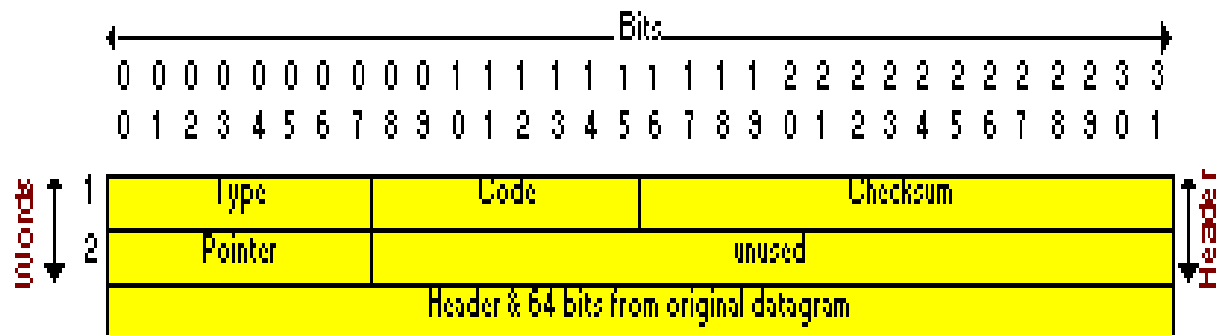 Bits
0 0 0 0 0 0 0 0 0 0 1 1 1 1 1 1 1 1 1 1 2 2 2 2 2 2 2 2 2 2 3 3
0 1 2 3 4 5 6 7 8 9 0 1 2 3 4 5 6 7 8 9 0 1 2 3 4 5 6 7 8 9 0 1
Words
1 Type Code Checksum
Header
2 Pointer unused
Header & 64 bits from original datagram